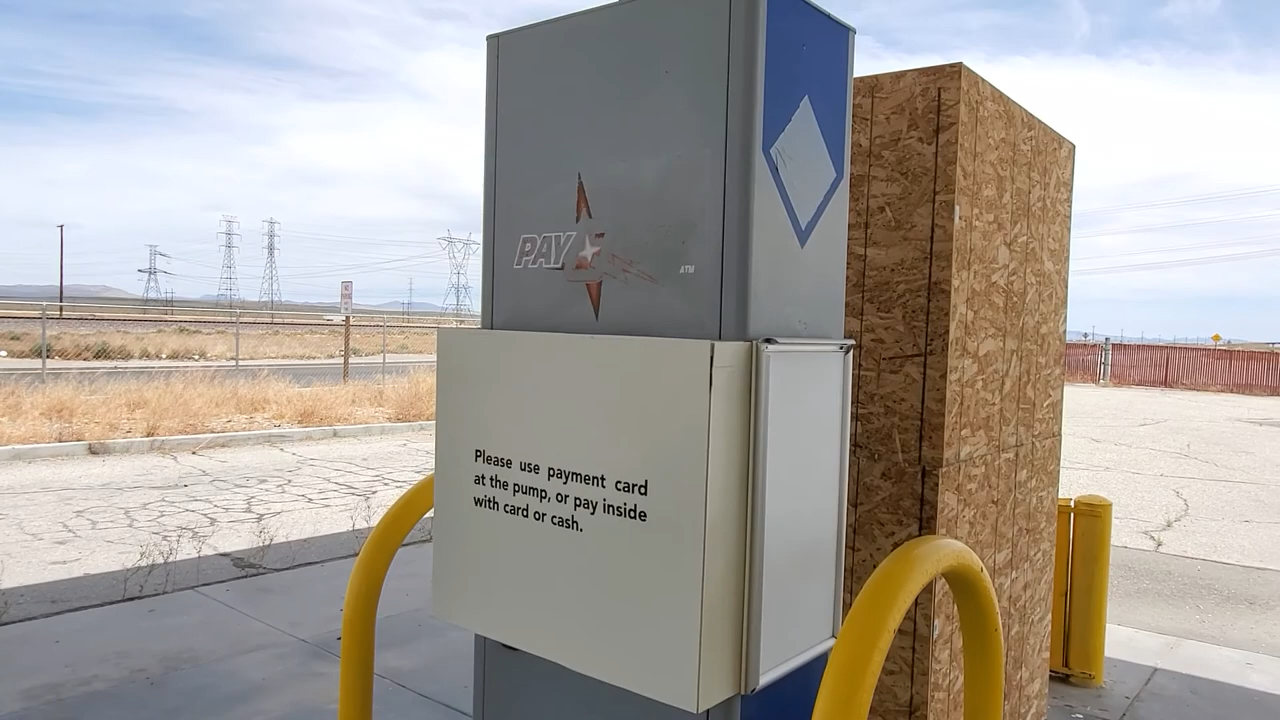 PAY
ATM
Please use payment card
at the pump, or pay inside
with card or cash.